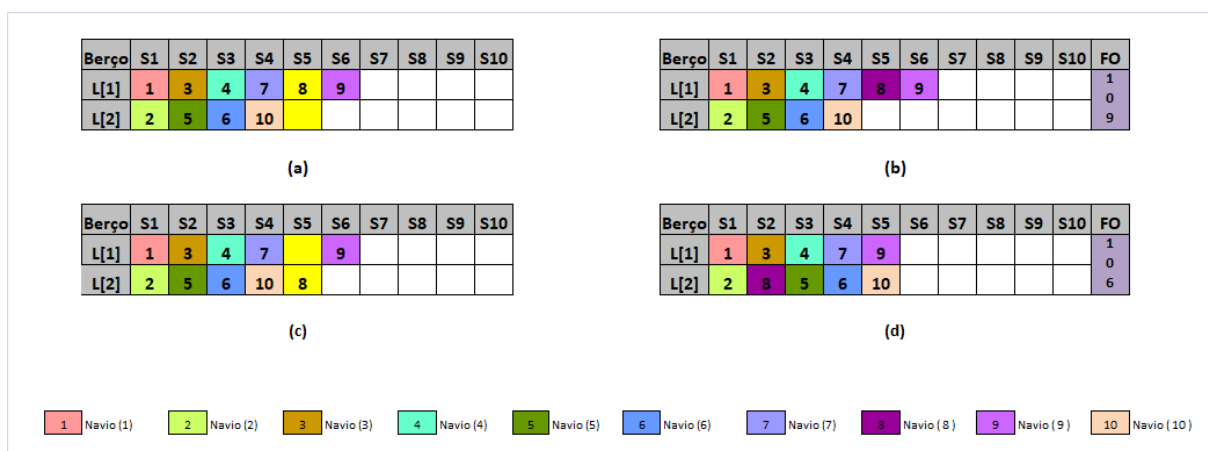 Berço S1 S2 S3 S4 S5 S6 S7 S8 S9 S10
L[1] 1 3 4 7 8 9
L[2] 2 5 6 10
(a)
Berço S1 S2 S3 S4 S5 S6 S7 S8 S9 S10 FO
L[1] 1 3 4 7 8 9 1
0
L[2] 2 5 6 10 9
(b)
Berço S1 S2 S3 S4 S5 S6 S7 S8 S9 S10
L[1] 1 3 4 7 9
L[2] 2 5 6 10 8
(c)
Berço S1 S2 S3 S4 S5 S6 S7 S8 S9 S10 FO
L[1] 1 3 4 7 9 1
0
L[2] 2 8 5 6 10 6
(d)
1 Navio (1) 2 Navio (2) 3 Navio (3) 4 Navio (4) 5 Navio (5) 6 Navio (6) 7 Navio (7) 8 Navio ( 8 ) 9 Navio ( 9 ) 10 Navio ( 10 )